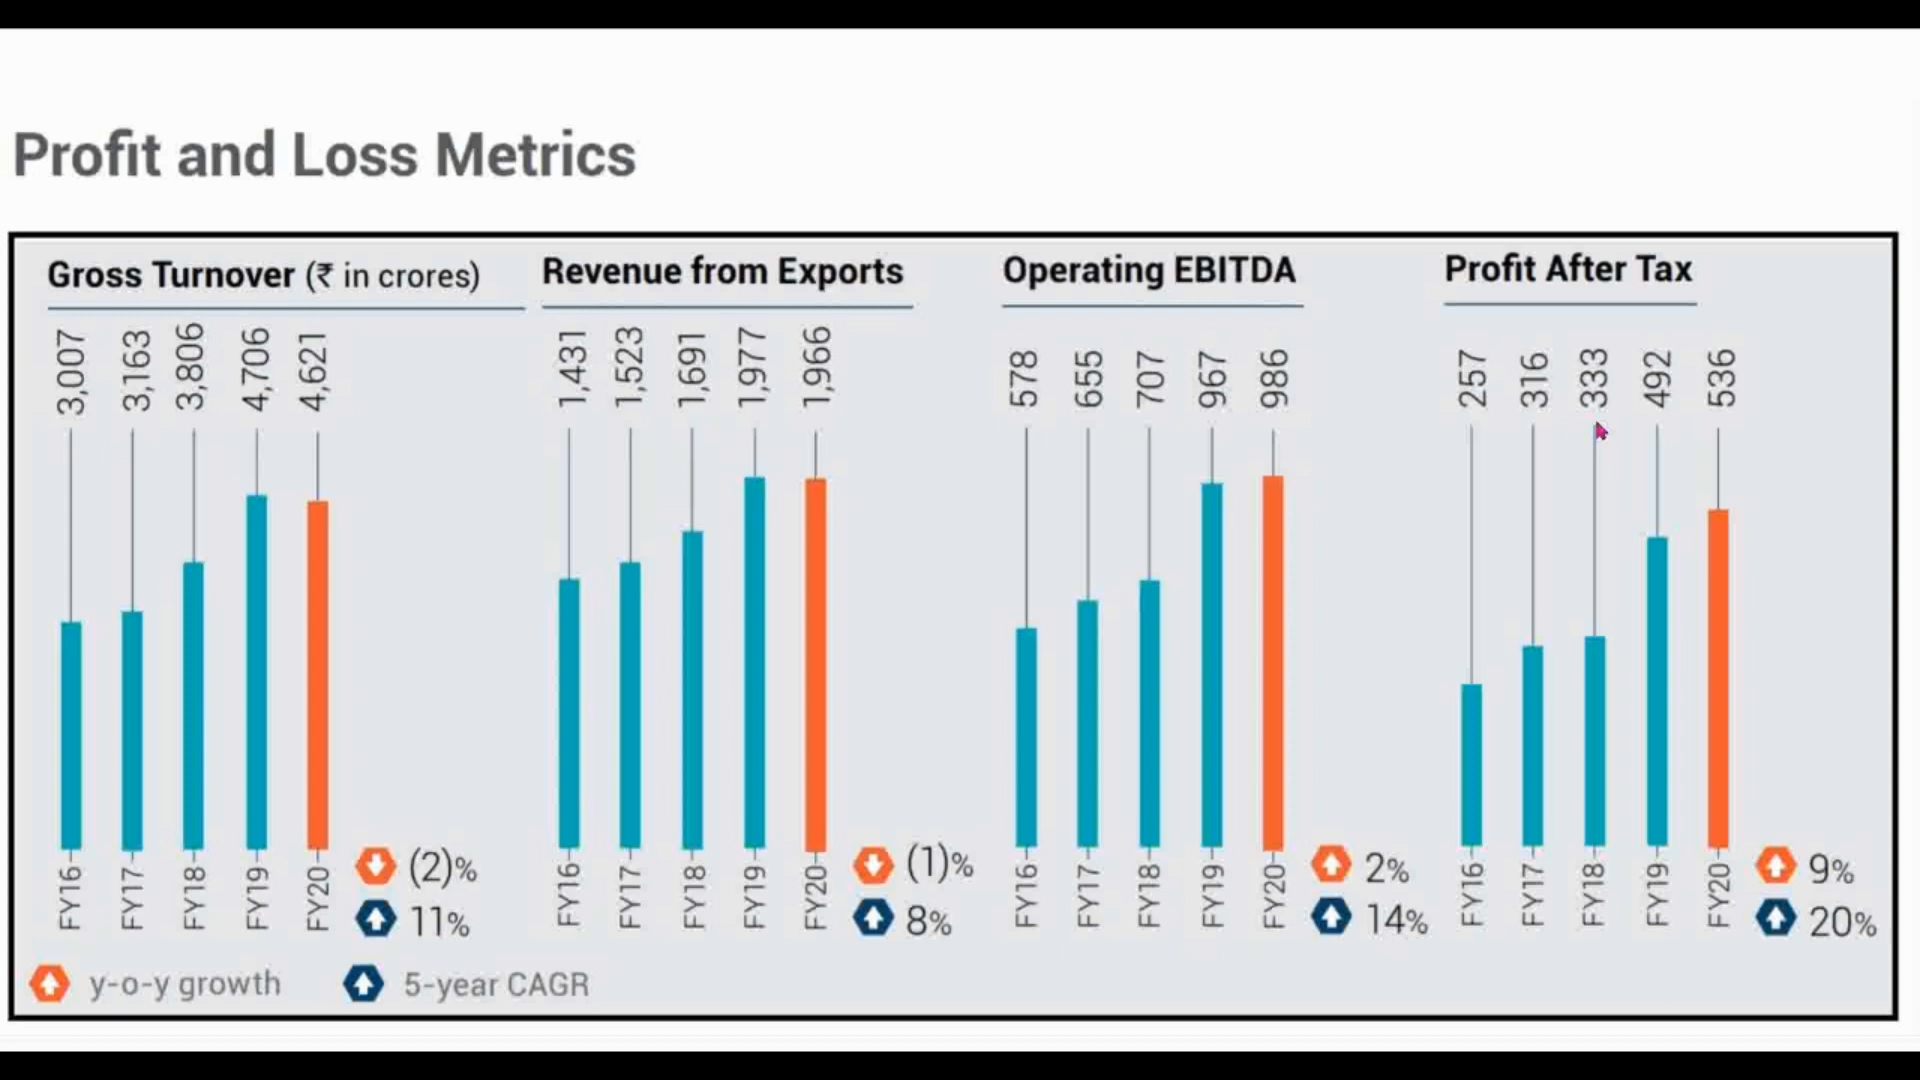 Profit and Loss Metrics
Gross Turnover (₹ in crores)
3,007 3,163 3,806 4,706 4,621
FY16 FY17 FY18 FY19 FY20
(2)%
11%
Revenue from Exports
1,431 1,523 1,691 1,977 1,966
FY16 FY17 FY18 FY19 FY20
(1)%
8%
Operating EBITDA
578 655 707 967 986
FY16 FY17 FY18 FY19 FY20
2%
14%
Profit After Tax
257 316 333 492 536
FY16 FY17 FY18 FY19 FY20
9%
20%
y-o-y growth
5-year CAGR